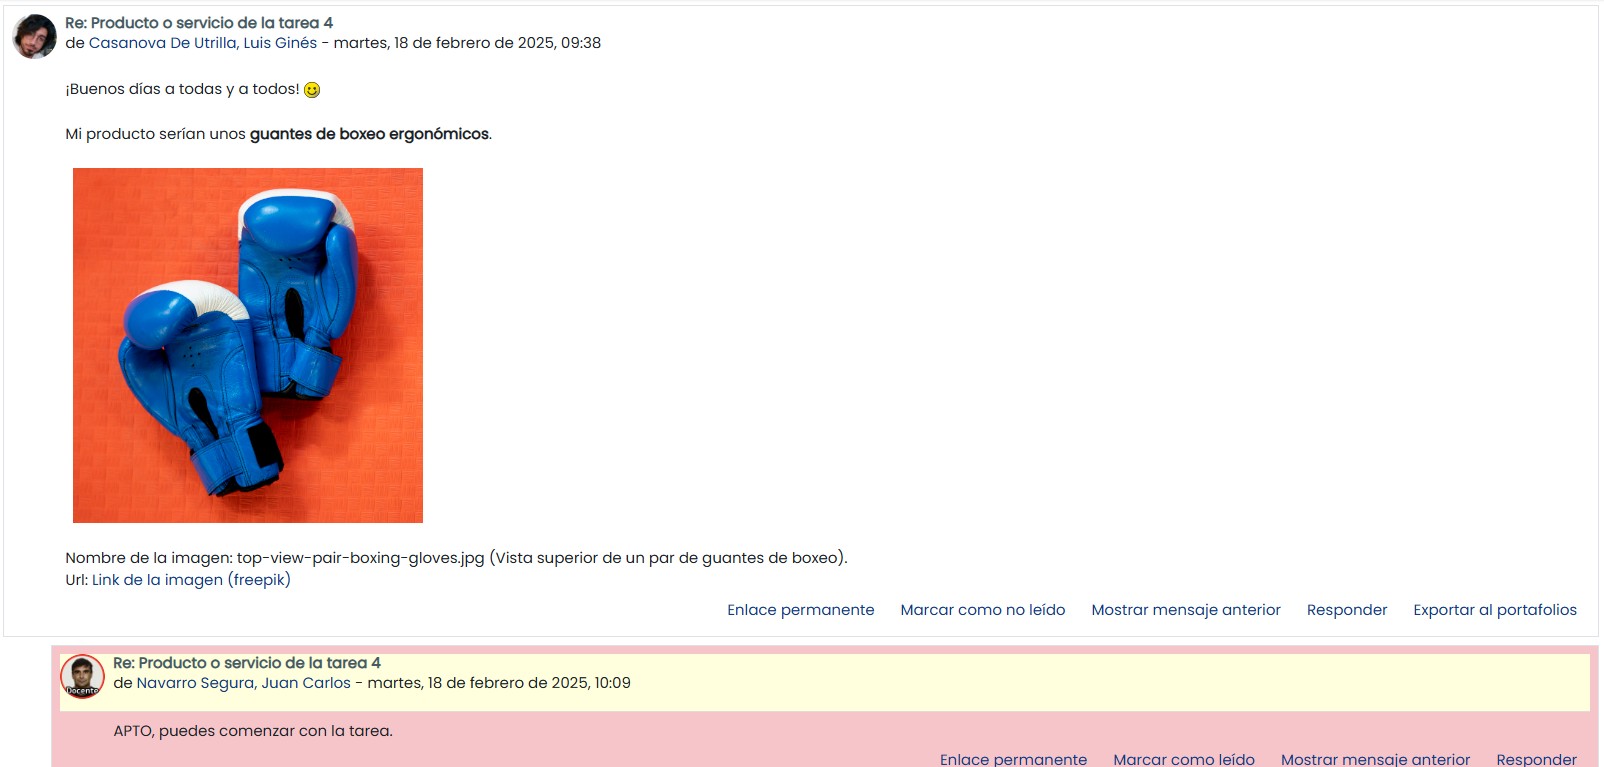 Re: Producto o servicio de la tarea 4
de Casanova De Utrilla, Luis Ginés - martes, 18 de febrero de 2025, 09:38
¡Buenos días a todas y a todos!
Mi producto serían unos guantes de boxeo ergonómicos.
Nombre de la imagen: top-view-pair-boxing-gloves.jpg (Vista superior de un par de guantes de boxeo).
Url: Link de la imagen (freepik)
Enlace permanente Marcar como no leído Mostrar mensaje anterior Responder Exportar al portafolios
Re: Producto o servicio de la tarea 4
de Navarro Segura, Juan Carlos - martes, 18 de febrero de 2025, 10:09
Docente
APTO, puedes comenzar con la tarea.
Enlace permanente Marcar como leído Mostrar mensaje anterior Responder